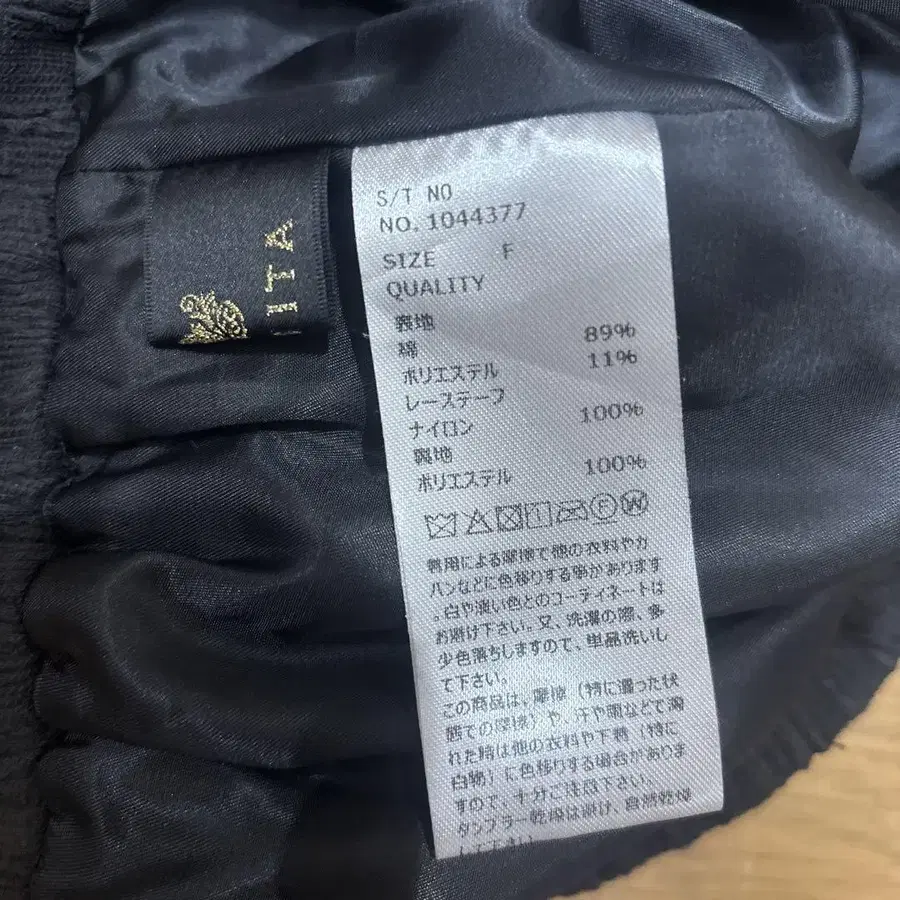 ITA
S/T NO
NO.1044377
SIZE F
QUALITY
表地
綿 89%
ポリエステル 11%
レーステープ
ナイロン 100%
裏地
ポリエステル 100%
F W
着用による摩擦で他の衣料やカ
バンなどに色移りする事があります
。白や淡い色とのコーディネートは
お避け下さい。又、洗濯の際、多
少色落ちしますので、単品洗いし
て下さい。
この商品は、摩擦(特に湿った状
態での摩擦)や、汗や雨などで濡
れた時は他の衣料や下着(特に
白物)に色移りする場合がありま
すので、十分ご注意下さい。
タンブラー乾燥は避け、自然乾燥
して下さい。